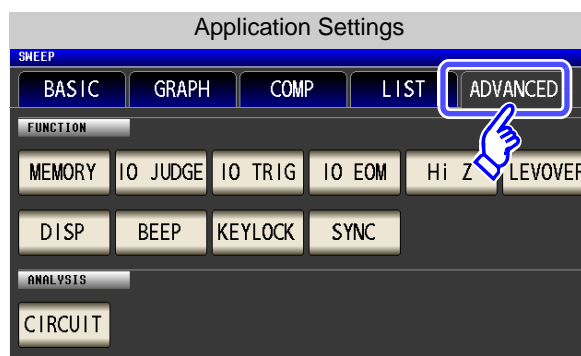 Application Settings
SWEEP
BASIC GRAPH COMP LIST ADVANCED
FUNCTION
MEMORY IO JUDGE IO TRIG IO EOM Hi Z LEVOVER
DISP BEEP KEYLOCK SYNC
ANALYSIS
CIRCUIT